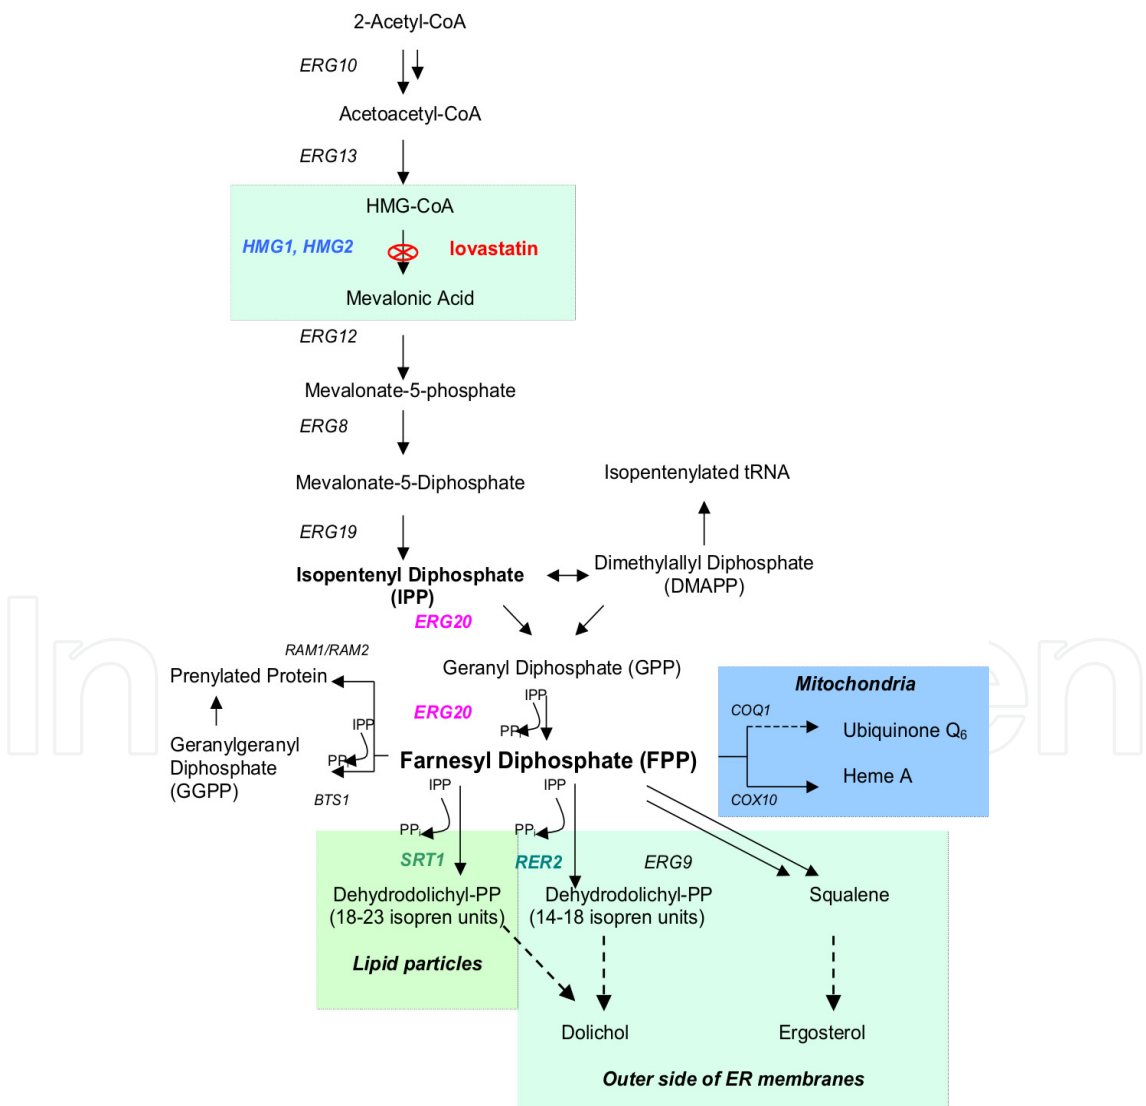 2-Acetyl-CoA
ERG10
Acetoacetyl-CoA
ERG13
HMG-CoA
HMG1, HMG2
lovastatin
Mevalonic Acid
ERG12
Mevalonate-5-phosphate
ERG8
Mevalonate-5-Diphosphate
Isopentenylated tRNA
ERG19
Isopentenyl Diphosphate
(IPP)
Dimethylallyl Diphosphate
(DMAPP)
ERG20
RAM1/RAM2
Prenylated Protein
Geranyl Diphosphate (GPP)
IPP
PPi
ERG20
IPP
PPi
Geranylgeranyl
Diphosphate
(GGPP)
BTS1
Farnesyl Diphosphate (FPP)
Mitochondria
COQ1
Ubiquinone Q6
Heme A
COX10
IPP
PPi
IPP
PPi
SRT1
RER2
ERG9
Dehydrodolichyl-PP
(18-23 isopren units)
Dehydrodolichyl-PP
(14-18 isopren units)
Squalene
Lipid particles
Dolichol
Ergosterol
Outer side of ER membranes